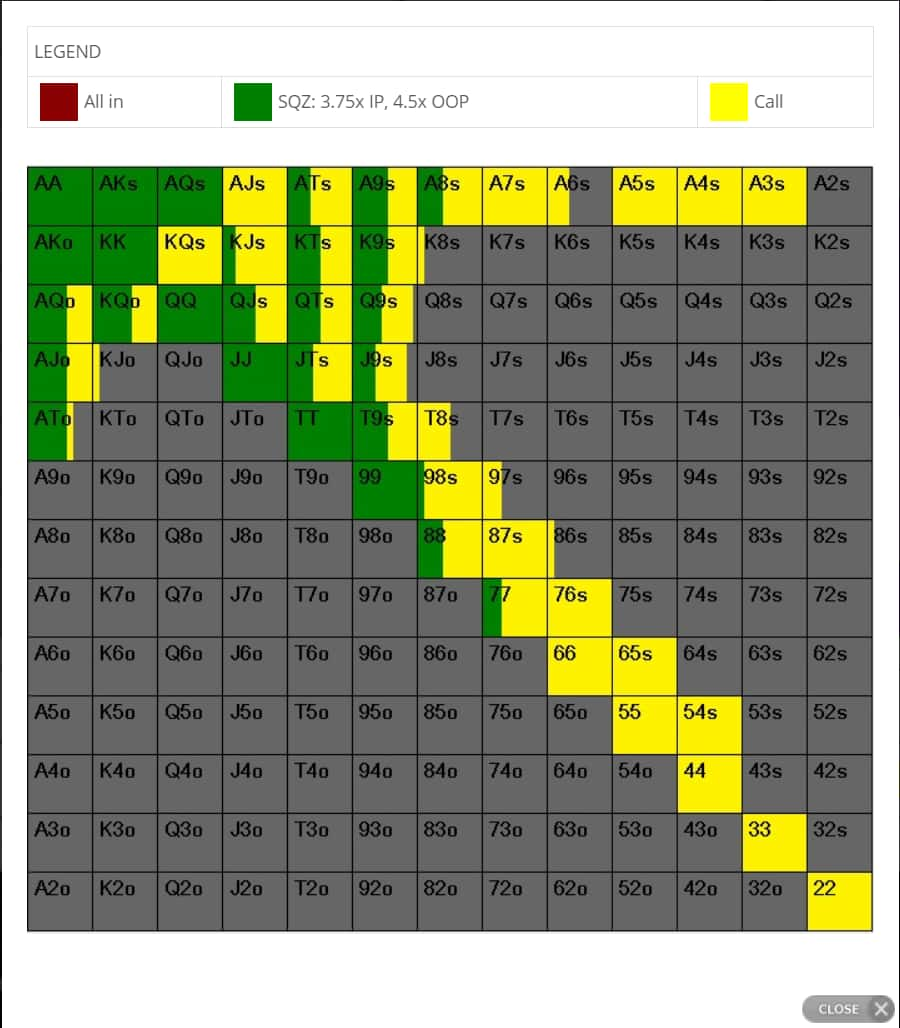 LEGEND
All in SQZ: 3.75x IP, 4.5x OOP Call
AA AKs AQs AJs ATs A9s A8s A7s A6s A5s A4s A3s A2s
AKo KK KQs KJs KTs K9s K8s K7s K6s K5s K4s K3s K2s
AQo KQo QQ QJs QTs Q9s Q8s Q7s Q6s Q5s Q4s Q3s Q2s
AJo KJo QJo JJ JTs J9s J8s J7s J6s J5s J4s J3s J2s
ATo KTo QTo JTo TT T9s T8s T7s T6s T5s T4s T3s T2s
A9o K9o Q9o J9o T9o 99 98s 97s 96s 95s 94s 93s 92s
A8o K8o Q8o J8o T8o 98o 88 87s 86s 85s 84s 83s 82s
A7o K7o Q7o J7o T7o 97o 87o 77 76s 75s 74s 73s 72s
A6o K6o Q6o J6o T6o 96o 86o 76o 66 65s 64s 63s 62s
A5o K5o Q5o J5o T5o 95o 85o 75o 65o 55 54s 53s 52s
A4o K4o Q4o J4o T4o 94o 84o 74o 64o 54o 44 43s 42s
A3o K3o Q3o J3o T3o 93o 83o 73o 63o 53o 43o 33 32s
A2o K2o Q2o J2o T2o 92o 82o 72o 62o 52o 42o 32o 22
CLOSE